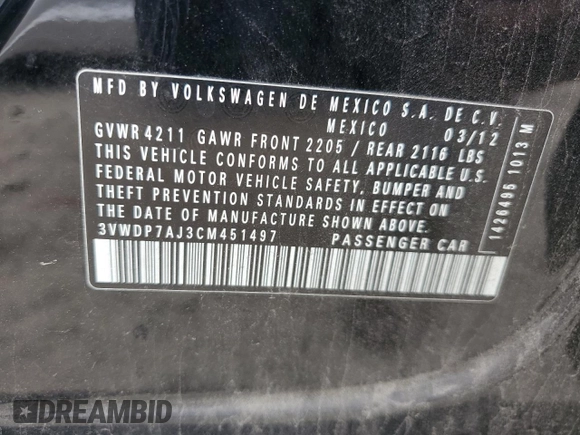 MFD BY VOLKSWAGEN DE MEXICO S.A. DE C.V.
MEXICO 03/12
GVWR 4211 GAWR FRONT 2205 / REAR 2116 LBS
THIS VEHICLE CONFORMS TO ALL APPLICABLE U.S.
FEDERAL MOTOR VEHICLE SAFETY, BUMPER AND
THEFT PREVENTION STANDARDS IN EFFECT ON
THE DATE OF MANUFACTURE SHOWN ABOVE.
3VWDP7AJ3CM451497 PASSENGER CAR
1426495 1013 M
DREAMBID